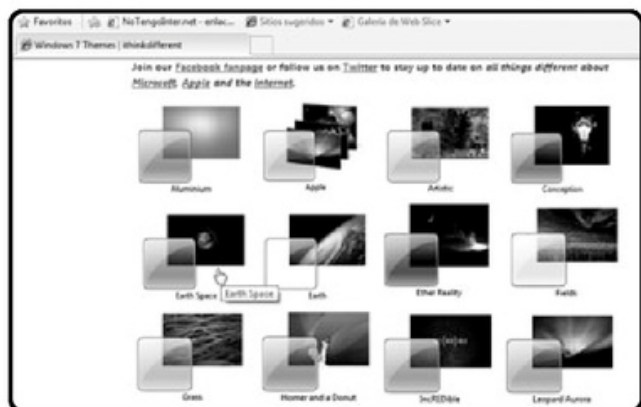 Favoritos NoTengoInter.net - enlac... Sitios sugeridos Galería de Web Slice
Windows 7 Themes | ithinkdifferent
Join our Facebook fanpage or follow us on Twitter to stay up to date on all things different about
Microsoft, Apple and the Internet.
Aluminium Apple Artistic Conception
Earth Space Earth Space Earth Ether Reality Fields
Grass Homer and a Donut IncREDible Leopard Aurora